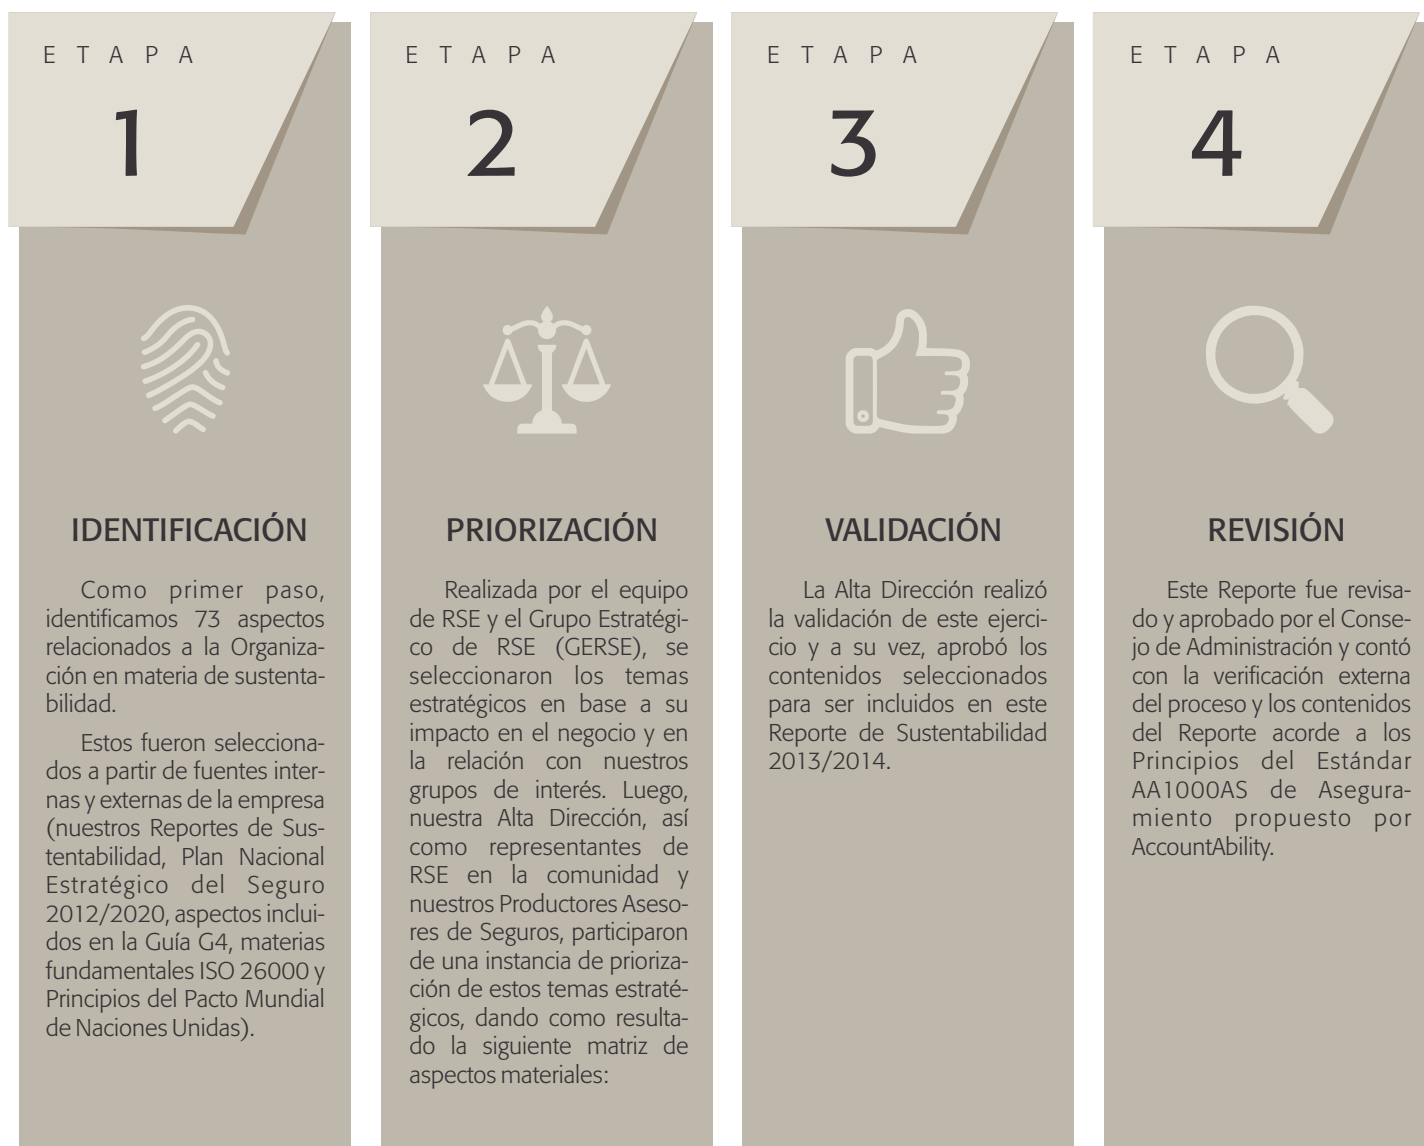 ETAPA
1
IDENTIFICACIÓN
Como primer paso,
identificamos 73 aspectos
relacionados a la Organiza-
ción en materia de sustenta-
bilidad.
Estos fueron selecciona-
dos a partir de fuentes inter-
nas y externas de la empresa
(nuestros Reportes de Sus-
tentabilidad, Plan Nacional
Estratégico del Seguro
2012/2020, aspectos inclui-
dos en la Guía G4, materias
fundamentales ISO 26000 y
Principios del Pacto Mundial
de Naciones Unidas).
ETAPA
2
PRIORIZACIÓN
Realizada por el equipo
de RSE y el Grupo Estratégi-
co de RSE (GERSE), se
seleccionaron los temas
estratégicos en base a su
impacto en el negocio y en
la relación con nuestros
grupos de interés. Luego,
nuestra Alta Dirección, así
como representantes de
RSE en la comunidad y
nuestros Productores Aseso-
res de Seguros, participaron
de una instancia de prioriza-
ción de estos temas estraté-
gicos, dando como resulta-
do la siguiente matriz de
aspectos materiales:
ETAPA
3
VALIDACIÓN
La Alta Dirección realizó
la validación de este ejerci-
cio y a su vez, aprobó los
contenidos seleccionados
para ser incluidos en este
Reporte de Sustentabilidad
2013/2014.
ETAPA
4
REVISIÓN
Este Reporte fue revisa-
do y aprobado por el Conse-
jo de Administración y contó
con la verificación externa
del proceso y los contenidos
del Reporte acorde a los
Principios del Estándar
AA1000AS de Asegura-
miento propuesto por
AccountAbility.